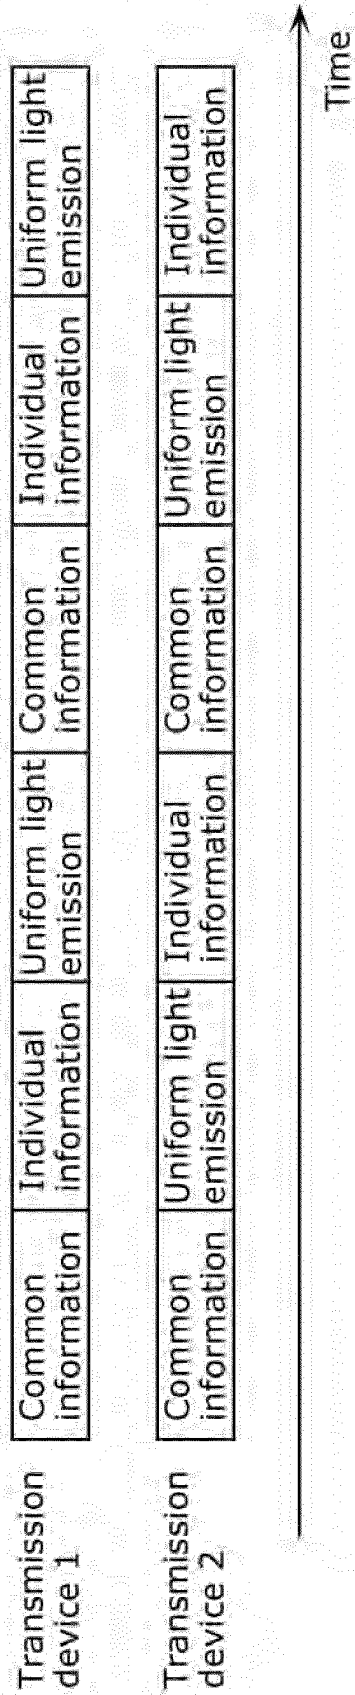 Transmission
device 1
Common
information
Individual
information
Uniform light
emission
Common
information
Individual
information
Uniform light
emission
Transmission
device 2
Common
information
Uniform light
emission
Individual
information
Common
information
Uniform light
emission
Individual
information
Time